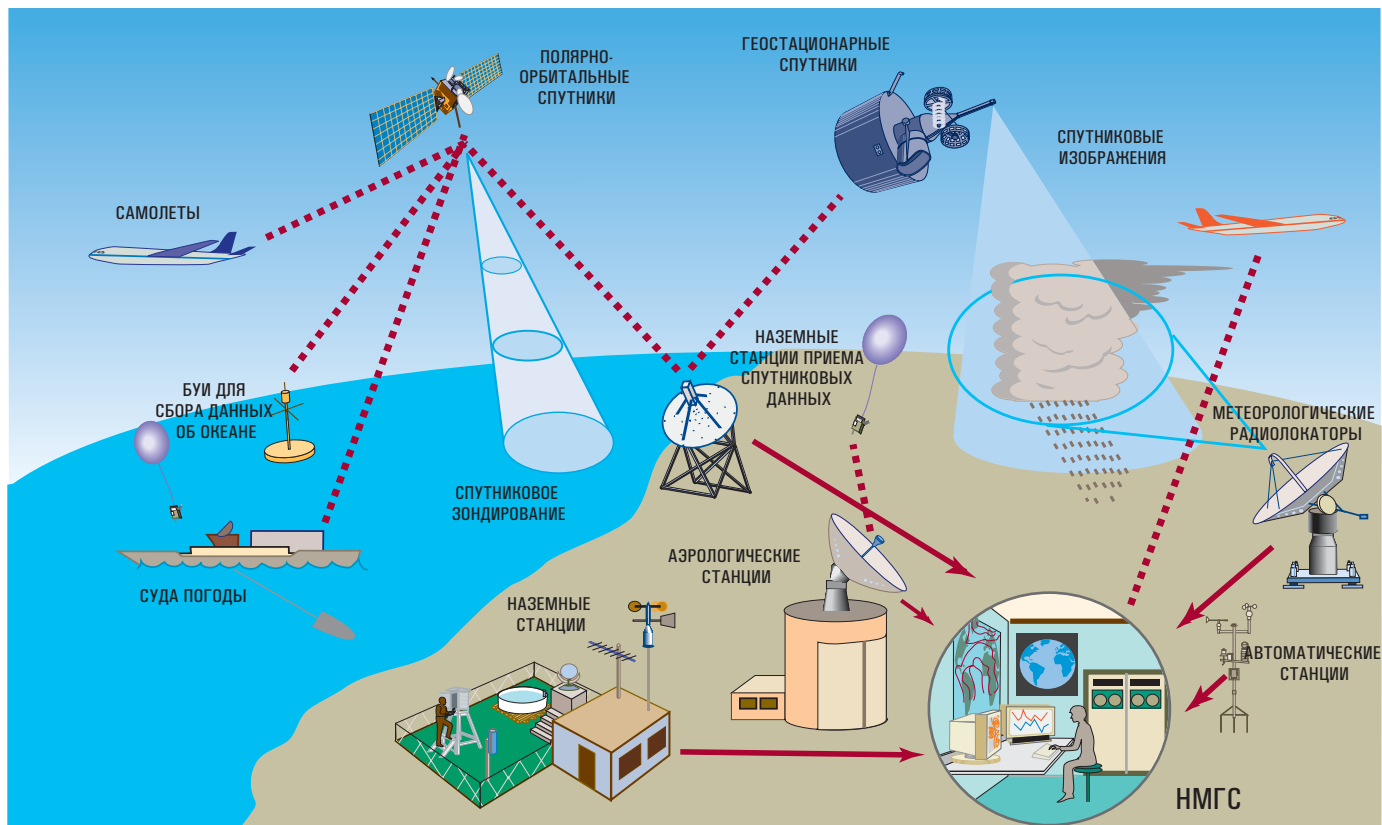 ПОЛЯРНО-
ОРБИТАЛЬНЫЕ
СПУТНИКИ
ГЕОСТАЦИОНАРНЫЕ
СПУТНИКИ
СПУТНИКОВЫЕ
ИЗОБРАЖЕНИЯ
САМОЛЕТЫ
НАЗЕМНЫЕ
СТАНЦИИ ПРИЕМА
СПУТНИКОВЫХ
ДАННЫХ
БУИ ДЛЯ
СБОРА ДАННЫХ
ОБ ОКЕАНЕ
МЕТЕОРОЛОГИЧЕСКИЕ
РАДИОЛОКАТОРЫ
СПУТНИКОВОЕ
ЗОНДИРОВАНИЕ
АЭРОЛОГИЧЕСКИЕ
СТАНЦИИ
СУДА ПОГОДЫ
НАЗЕМНЫЕ
СТАНЦИИ
АВТОМАТИЧЕСКИЕ
СТАНЦИИ
НМГС